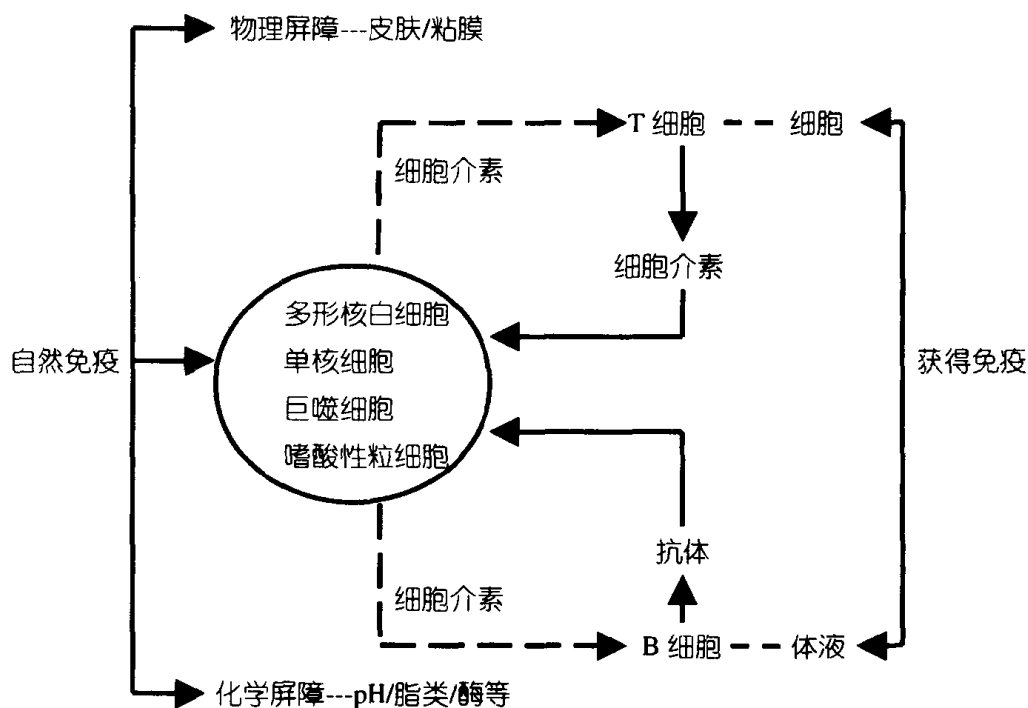 物理屏障---皮肤/粘膜
T 细胞
细胞
细胞介素
细胞介素
多形核白细胞
单核细胞
巨噬细胞
嗜酸性粒细胞
自然免疫
获得免疫
抗体
细胞介素
B 细胞
体液
化学屏障---pH/脂类/酶等